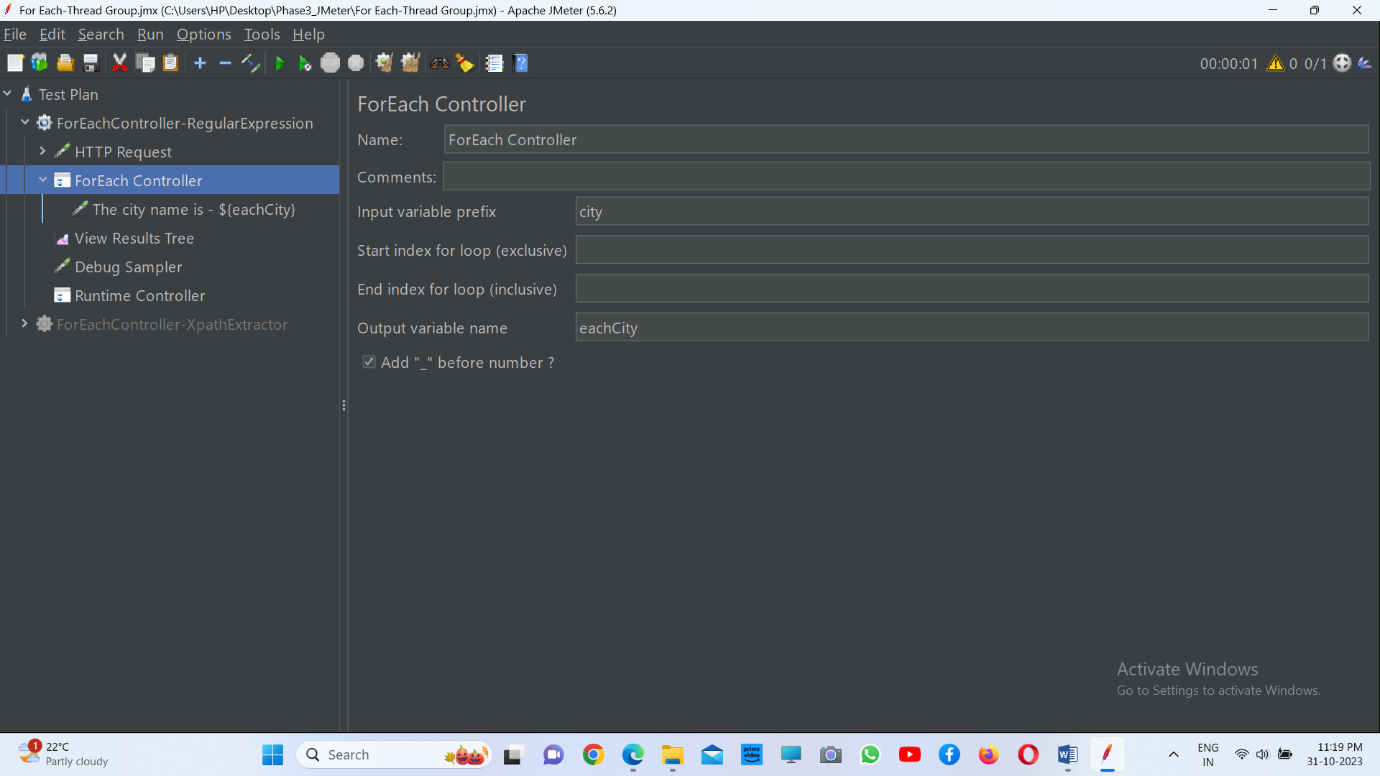 For Each-Thread Group.jmx (C:\Users\HP\Desktop\Phase3_JMeter\For Each-Thread Group.jmx) - Apache JMeter (5.6.2)
File Edit Search Run Options Tools Help
00:00:01 0 0/1
Test Plan
ForEachController-RegularExpression
HTTP Request
ForEach Controller
The city name is - ${eachCity}
View Results Tree
Debug Sampler
Runtime Controller
ForEachController-XpathExtractor
ForEach Controller
Name: ForEach Controller
Comments:
Input variable prefix city
Start index for loop (exclusive)
End index for loop (inclusive)
Output variable name eachCity
Add "_" before number ?
Activate Windows
Go to Settings to activate Windows.
1 22°C
Partly cloudy
Search
prime video
ENG
IN
11:19 PM
31-10-2023